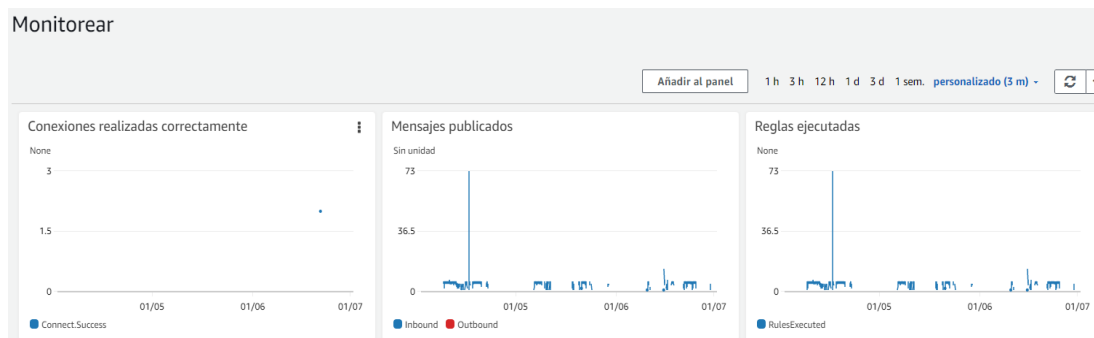 Monitorear
Añadir al panel 1 h 3 h 12 h 1 d 3 d 1 sem. personalizado (3 m)
Conexiones realizadas correctamente
None
3
1.5
0
01/05 01/06 01/07
Connect.Success
Mensajes publicados
Sin unidad
73
36.5
0
01/05 01/06 01/07
Inbound Outbound
Reglas ejecutadas
None
73
36.5
0
01/05 01/06 01/07
RulesExecuted